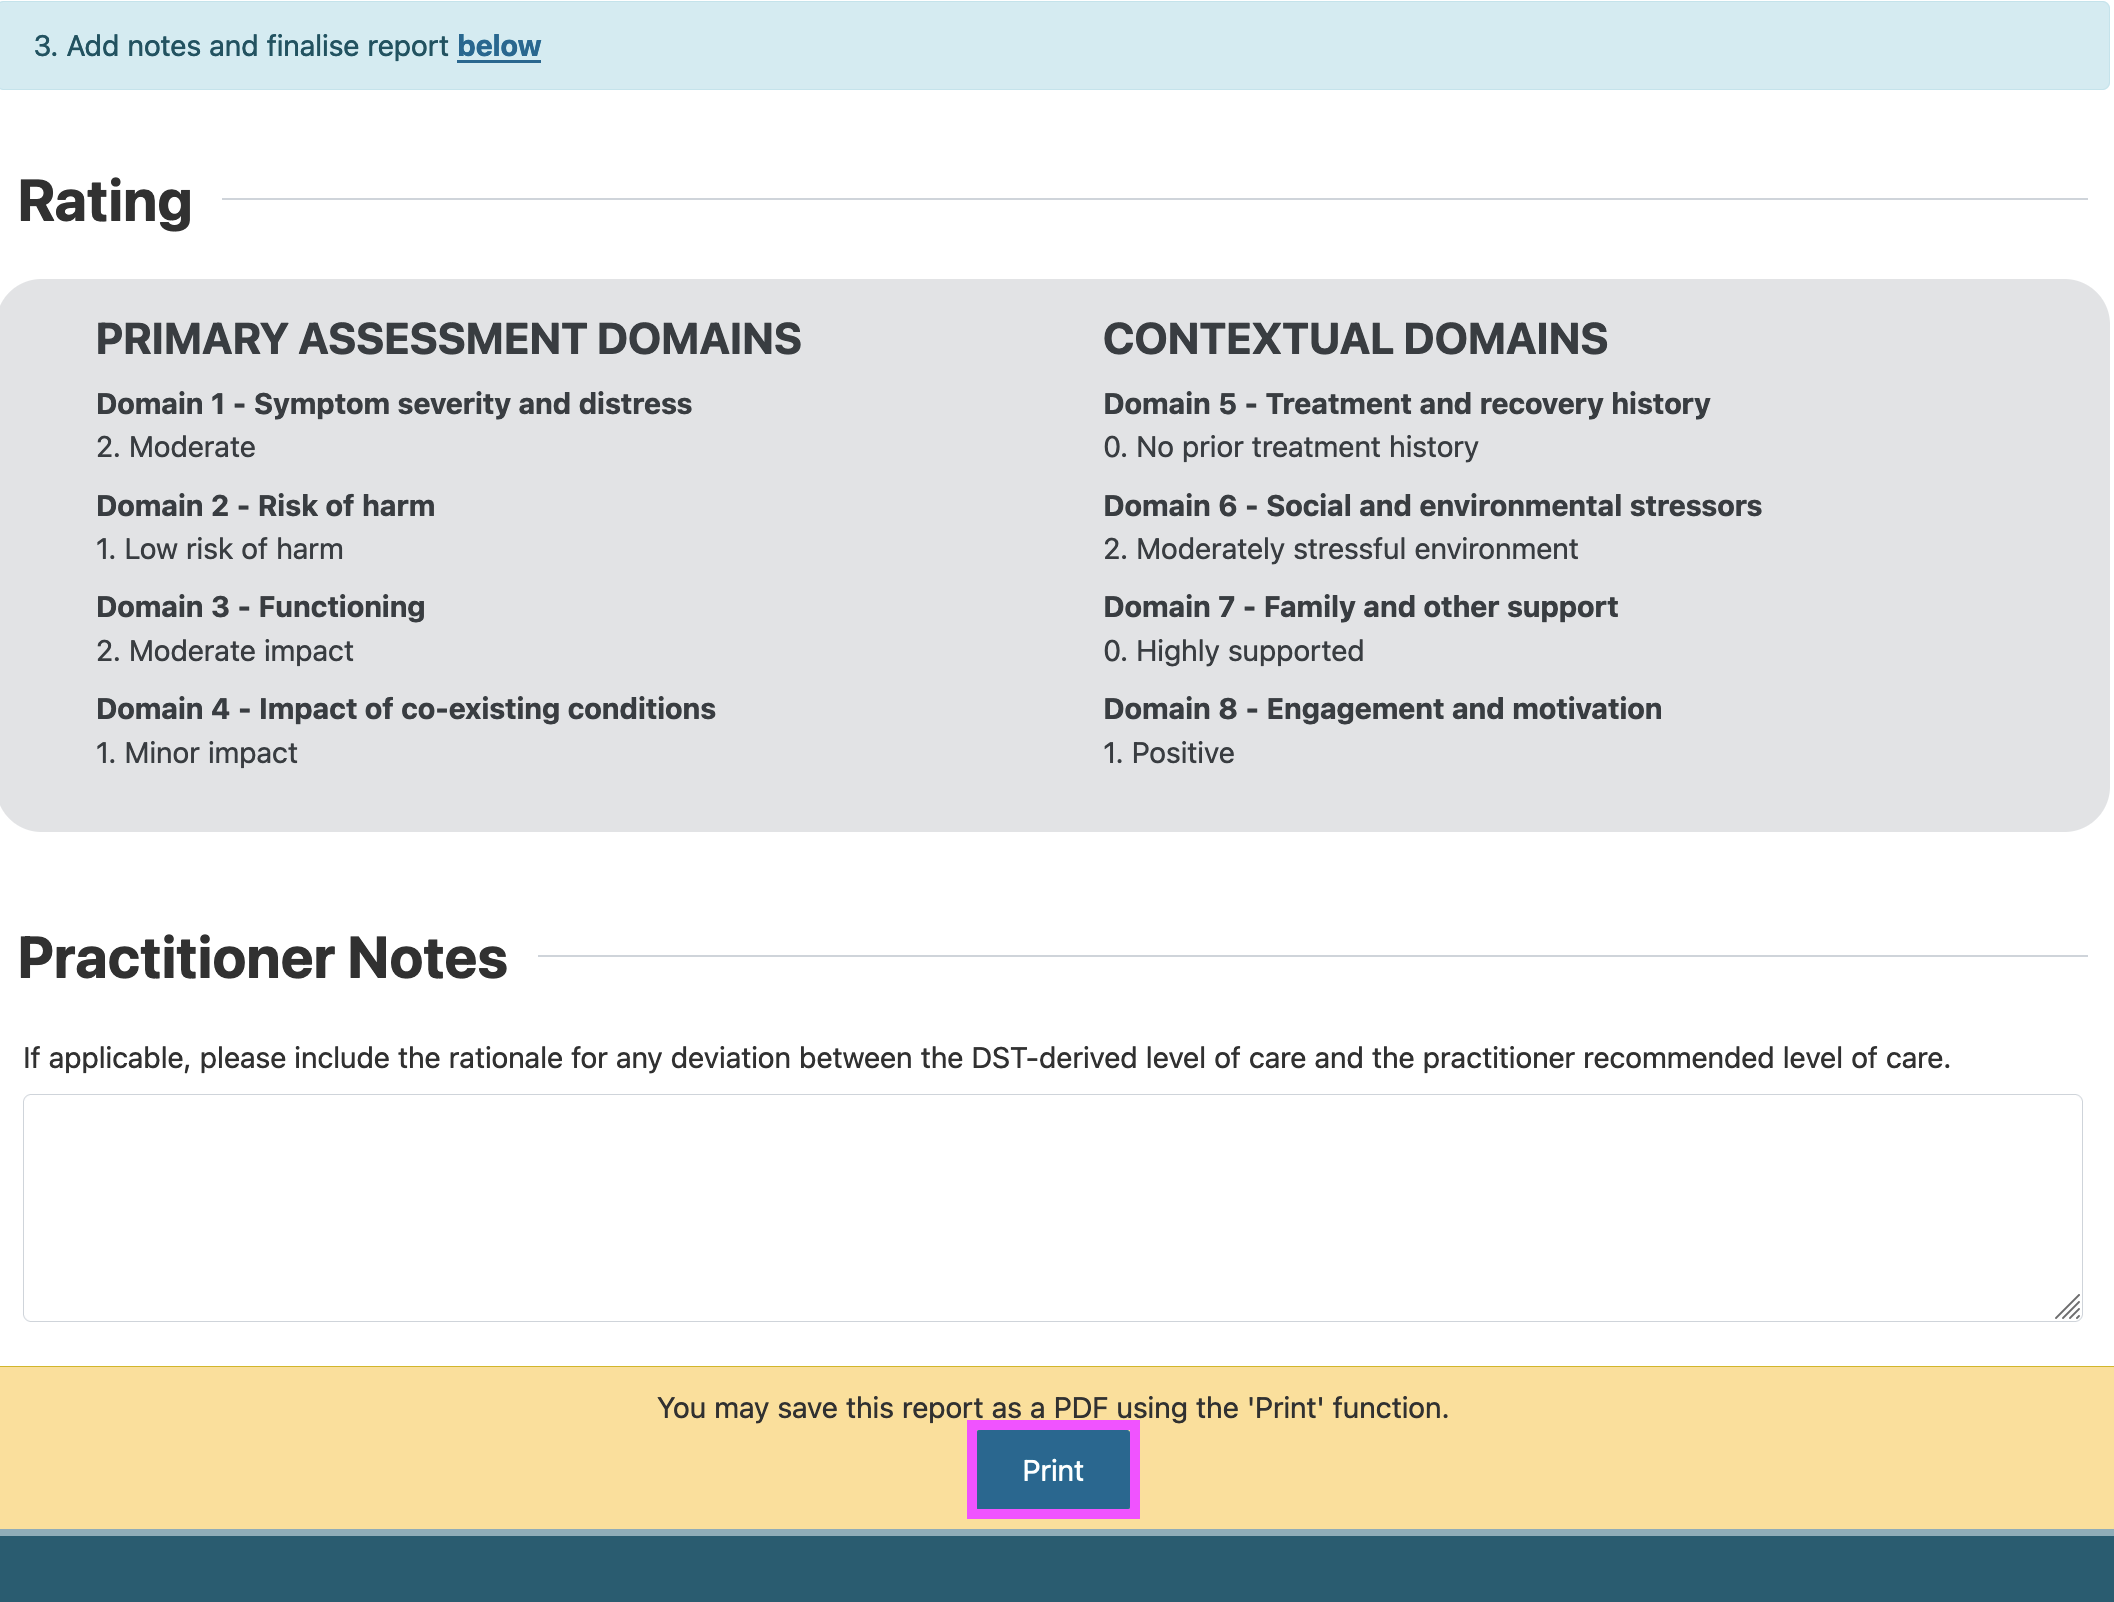 3. Add notes and finalise report below
Rating
PRIMARY ASSESSMENT DOMAINS
Domain 1 - Symptom severity and distress
2. Moderate
Domain 2 - Risk of harm
1. Low risk of harm
Domain 3 - Functioning
2. Moderate impact
Domain 4 - Impact of co-existing conditions
1. Minor impact
CONTEXTUAL DOMAINS
Domain 5 - Treatment and recovery history
0. No prior treatment history
Domain 6 - Social and environmental stressors
2. Moderately stressful environment
Domain 7 - Family and other support
0. Highly supported
Domain 8 - Engagement and motivation
1. Positive
Practitioner Notes
If applicable, please include the rationale for any deviation between the DST-derived level of care and the practitioner recommended level of care.
You may save this report as a PDF using the 'Print' function.
Print